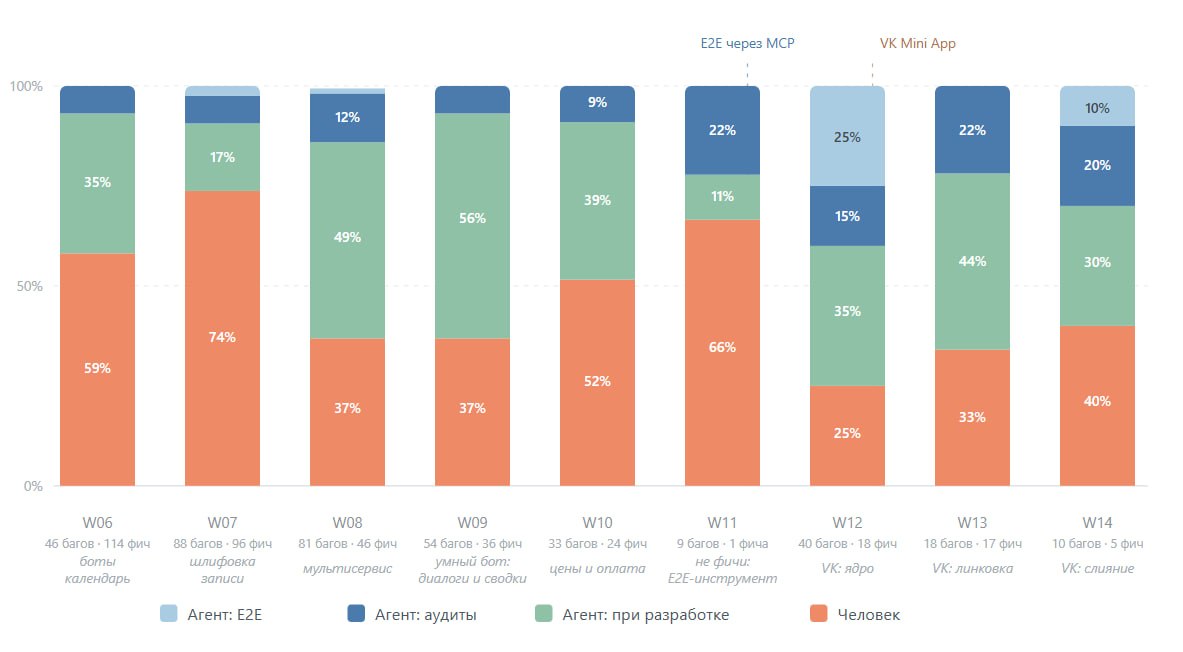 E2E через MCP
VK Mini App
100%
50%
0%
35%
59%
17%
74%
12%
49%
37%
56%
37%
9%
39%
52%
22%
11%
66%
25%
15%
35%
25%
22%
44%
33%
10%
20%
30%
40%
W06
46 багов · 114 фич
боты
календарь
W07
88 багов · 96 фич
шлифовка
записи
W08
81 багов · 46 фич
мультисервис
W09
54 багов · 36 фич
умный бот:
диалоги и сводки
W10
33 багов · 24 фич
цены и оплата
W11
9 багов · 1 фича
не фичи:
E2E-инструмент
W12
40 багов · 18 фич
VK: ядро
W13
18 багов · 17 фич
VK: линковка
W14
10 багов · 5 фич
VK: слияние
Агент: E2E
Агент: аудиты
Агент: при разработке
Человек